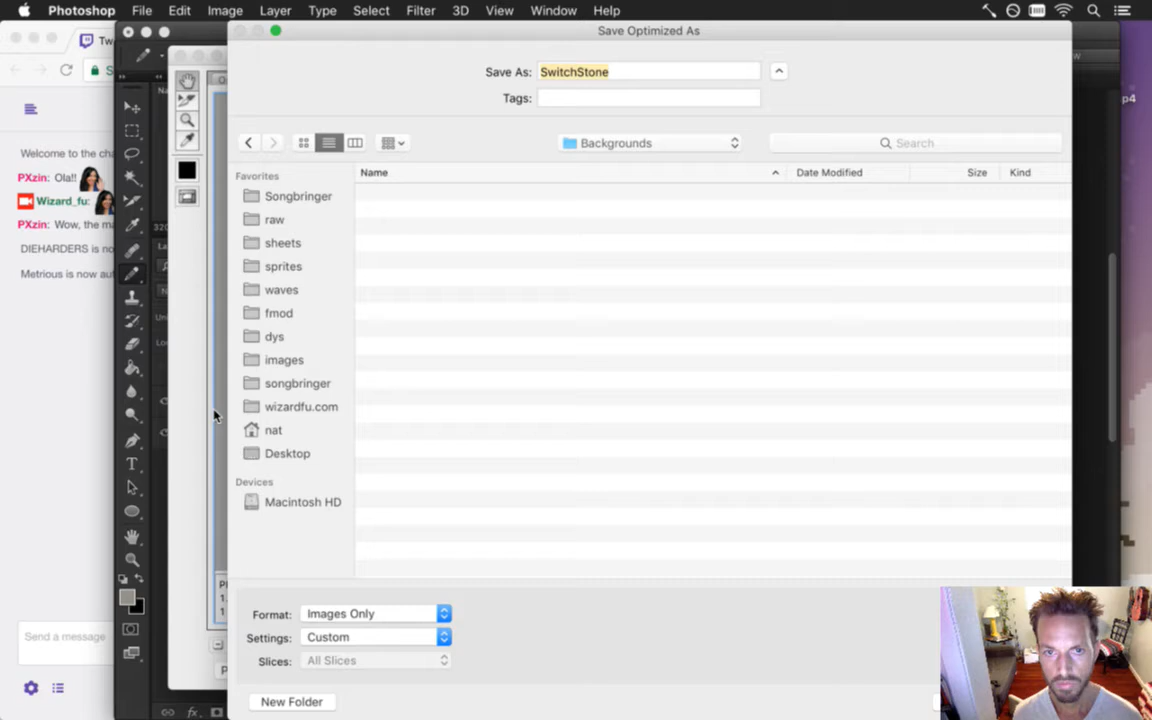 Photoshop File Edit Image Layer Type Select Filter 3D View Window Help
Save Optimized As
Save As: SwitchStone
Tags:
p4
Backgrounds
Search
Name Date Modified Size Kind
Favorites
Songbringer
raw
sheets
sprites
waves
fmod
dys
images
songbringer
wizardfu.com
nat
Desktop
Devices
Macintosh HD
Format: Images Only
Settings: Custom
Slices: All Slices
New Folder
Welcome to the cha
PXzin: Ola!!
Wizard_fu:
PXzin: Wow, the ma
DIEHARDERS is no
Metrious is now aut
Send a message